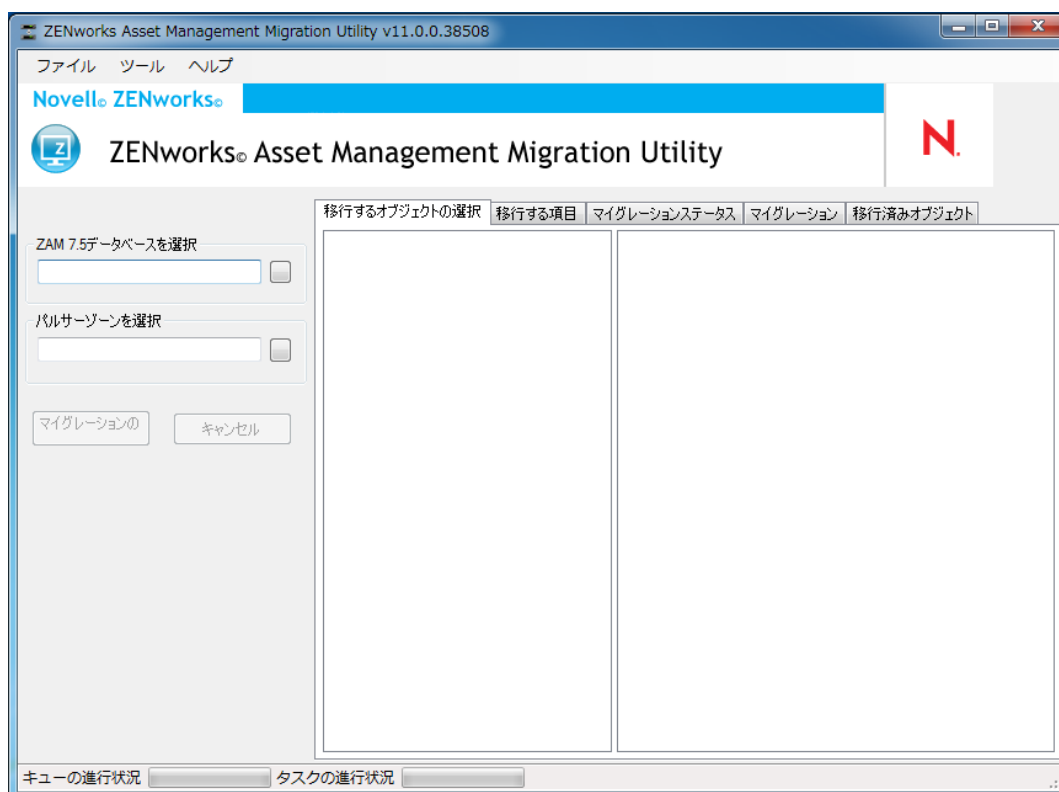 ZENworks Asset Management Migration Utility v11.0.0.38508
ファイル ツール ヘルプ
Novell© ZENworks©
ZENworks© Asset Management Migration Utility
N.
移行するオブジェクトの選択 移行する項目 マイグレーションステータス マイグレーション 移行済みオブジェクト
ZAM 7.5データベースを選択
パルサーゾーンを選択
マイグレーションの キャンセル
キューの進行状況 タスクの進行状況